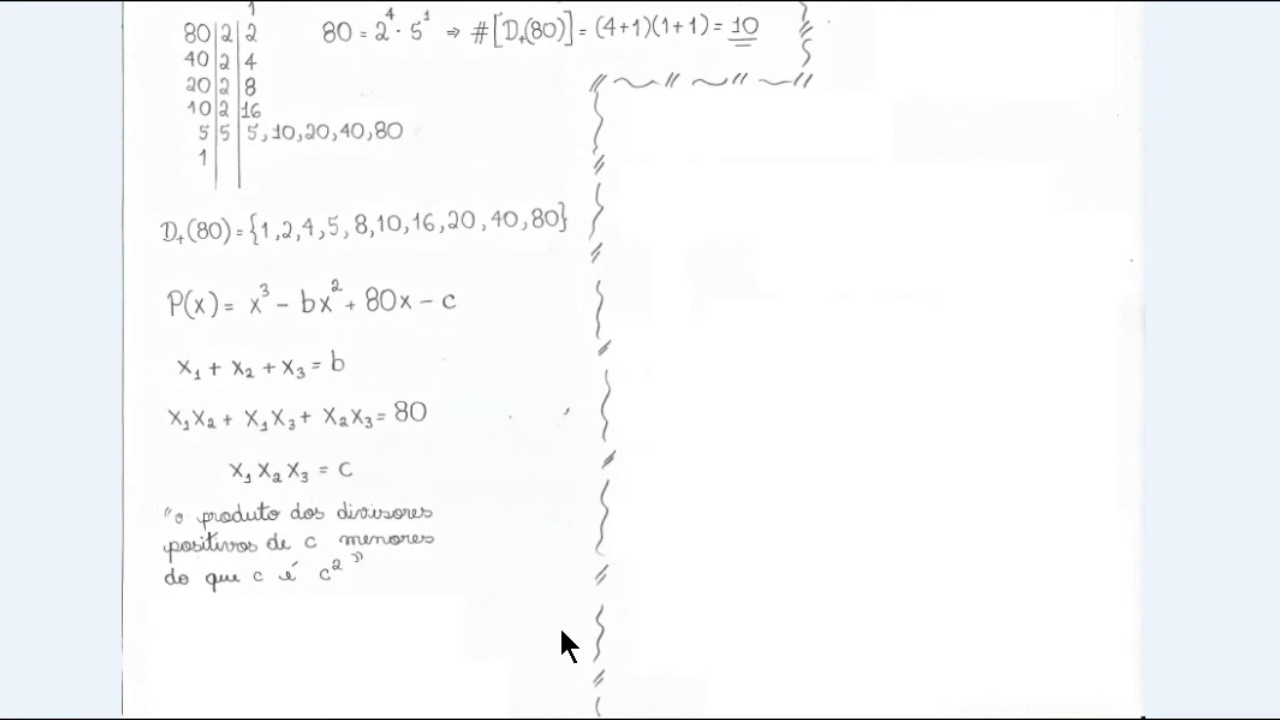 1
80 | 2 | 2    80 = 2⁴ · 5¹ ⇒ #[D₊(80)] = (4+1)(1+1) = 10
40 | 2 | 4
20 | 2 | 8
10 | 2 | 16
5 | 5 | 5, 10, 20, 40, 80
1
D₊(80) = {1, 2, 4, 5, 8, 10, 16, 20, 40, 80}
P(x) = x³ - bx² + 80x - c
x₁ + x₂ + x₃ = b
x₁x₂ + x₁x₃ + x₂x₃ = 80
x₁ x₂ x₃ = c
"o produto dos divisores
positivos de c menores
do que c é c²"